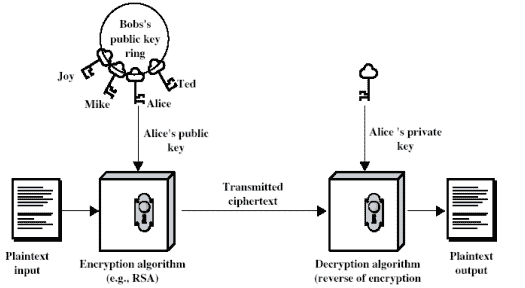 Bobs's
public key
ring
Joy
Ted
Mike
Alice
Alice's public
key
Alice 's private
key
Transmitted
ciphertext
Plaintext
input
Encryption algorithm
(e.g., RSA)
Decryption algorithm
(reverse of encryption
Plaintext
output